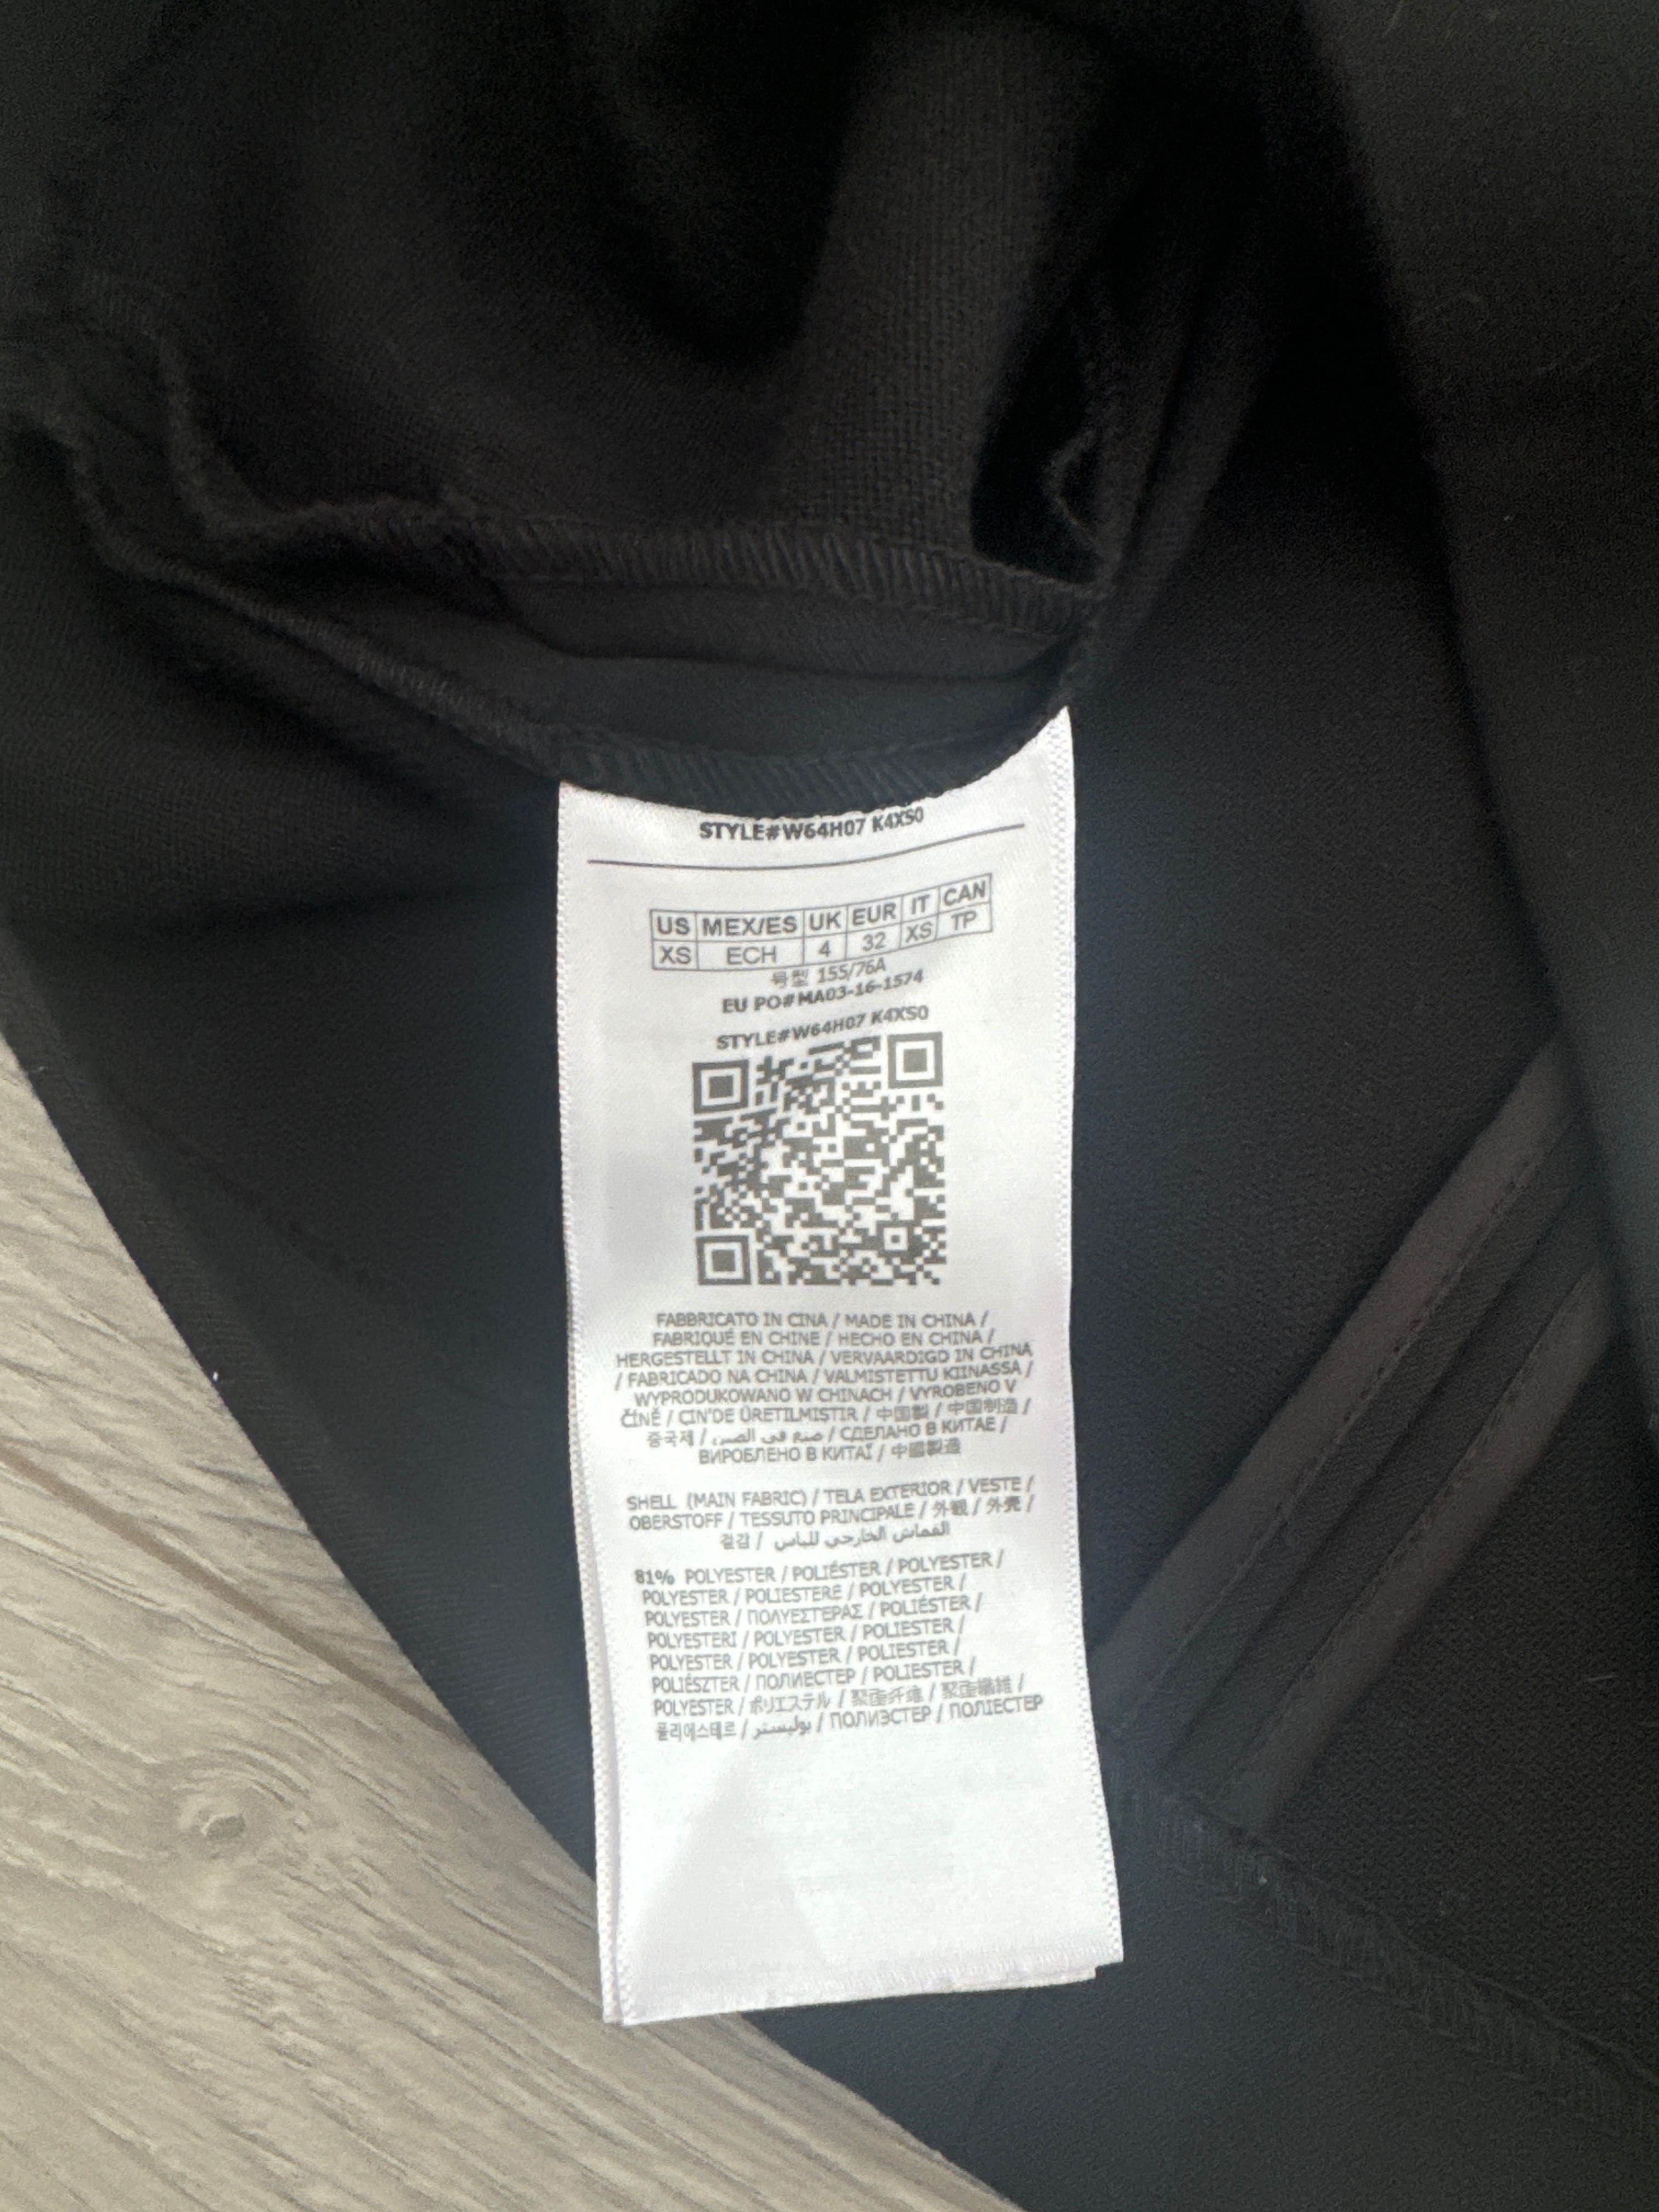 STYLE#W64H07 K4XS0
US MEX/ES UK EUR IT CAN
XS ECH 4 32 XS TP
号型 155/76A
EU PO#MA03-16-1574
STYLE#W64H07 K4XS0
FABBRICATO IN CINA / MADE IN CHINA /
FABRIQUÉ EN CHINE / HECHO EN CHINA /
HERGESTELLT IN CHINA / VERVAARDIGD IN CHINA
/ FABRICADO NA CHINA / VALMISTETTU KIINASSA /
WYPRODUKOWANO W CHINACH / VYROBENO V
ČÍNĚ / ÇIN'DE ÜRETILMISTIR / 中国製 / 中国制造 /
중국제 / صنع في الصين / СДЕЛАНО В КИТАЕ /
ВИРОБЛЕНО В КИТАЇ / 中國製造
SHELL (MAIN FABRIC) / TELA EXTERIOR / VESTE /
OBERSTOFF / TESSUTO PRINCIPALE / 外観 / 外壳 /
겉감 / القماش الخارجي للباس
81% POLYESTER / POLIÉSTER / POLYESTER /
POLYESTER / POLIESTERE / POLYESTER /
POLYESTER / ΠΟΛΥΕΣΤΕΡΑΣ / POLIÉSTER /
POLYESTERI / POLYESTER / POLIESTER /
POLYESTER / POLYESTER / POLIESTER /
POLIÉSZTER / ПОЛИЕСТЕР / POLIESTER /
POLYESTER / ポリエステル / 聚酯纤维 / 聚酯纖維 /
폴리에스테르 / بوليستر / ПОЛИЭСТЕР / ПОЛІЕСТЕР